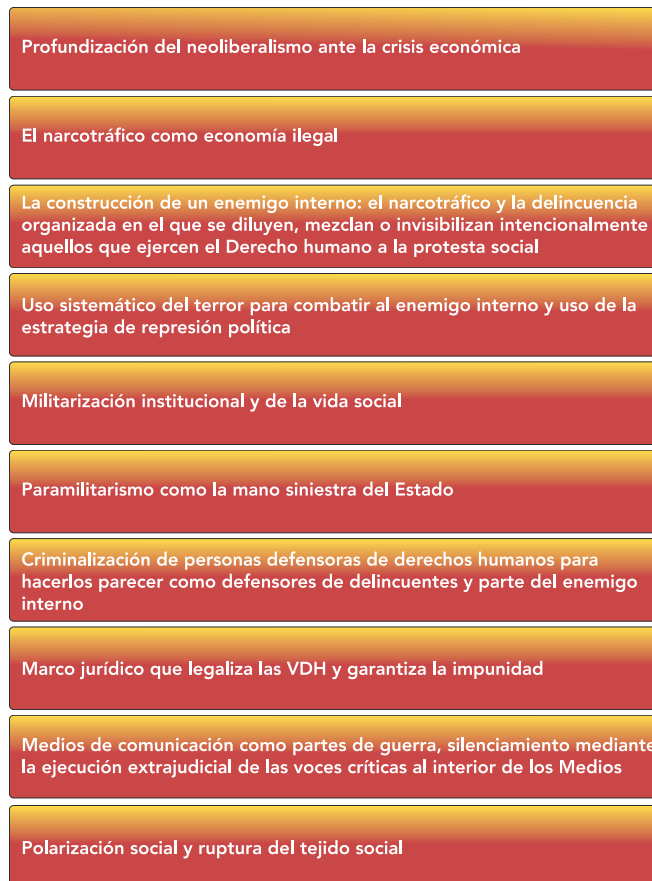 Profundización del neoliberalismo ante la crisis económica
El narcotráfico como economía ilegal
La construcción de un enemigo interno: el narcotráfico y la delincuencia
organizada en el que se diluyen, mezclan o invisibilizan intencionalmente
aquellos que ejercen el Derecho humano a la protesta social
Uso sistemático del terror para combatir al enemigo interno y uso de la
estrategia de represión política
Militarización institucional y de la vida social
Paramilitarismo como la mano siniestra del Estado
Criminalización de personas defensoras de derechos humanos para
hacerlos parecer como defensores de delincuentes y parte del enemigo
interno
Marco jurídico que legaliza las VDH y garantiza la impunidad
Medios de comunicación como partes de guerra, silenciamiento mediante
la ejecución extrajudicial de las voces críticas al interior de los Medios
Polarización social y ruptura del tejido social